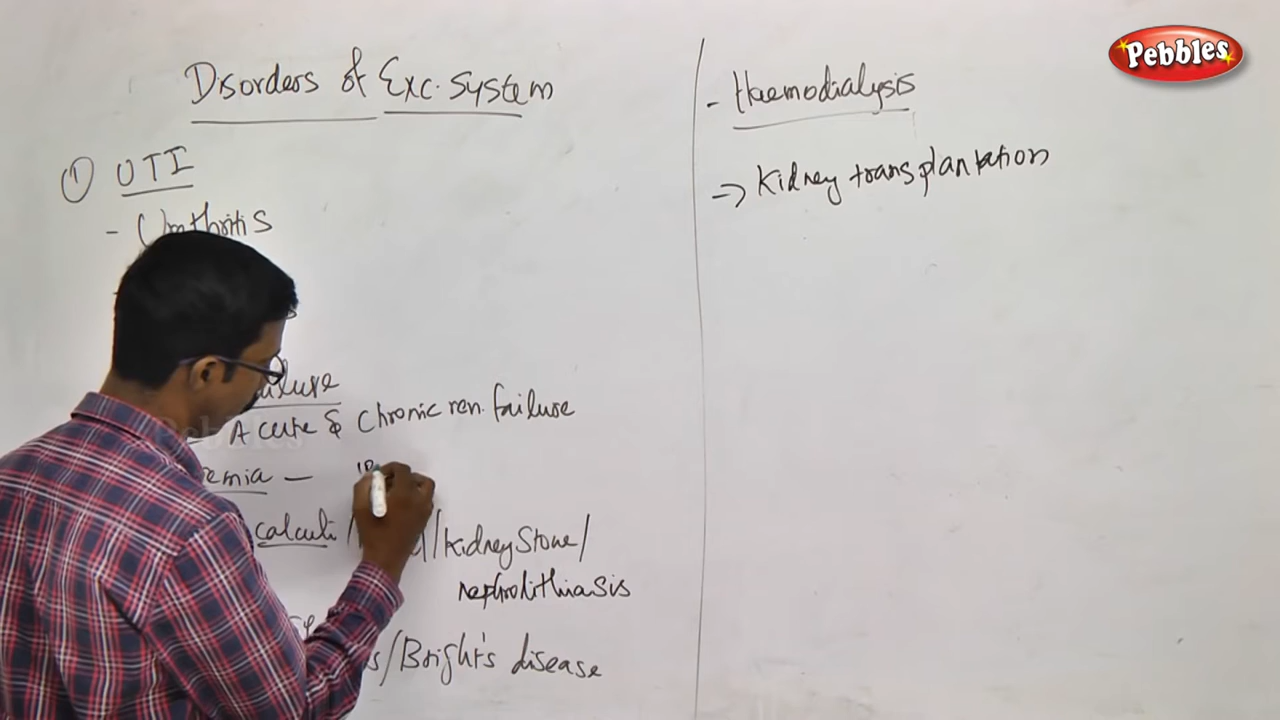 Disorders of Exc. System
① UTI
- Urethritis
Acute & Chronic ren. failure
emia —
calculi / /kidney Stone/
nephrolithiasis
/Bright's disease
- Haemodialysis
=> Kidney transplantation
Pebbles
Pebbles